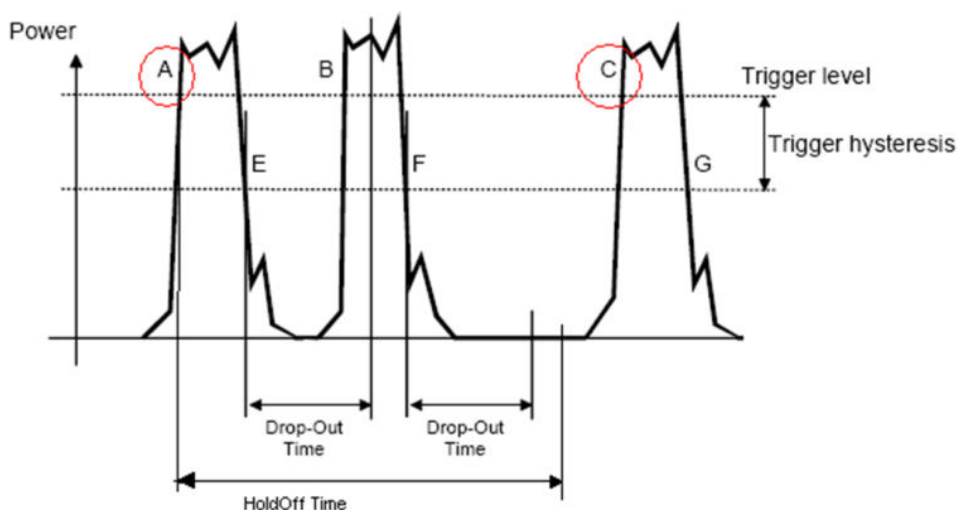 Power
A
B
C
Trigger level
Trigger hysteresis
E
F
G
Drop-Out
Time
Drop-Out
Time
HoldOff Time